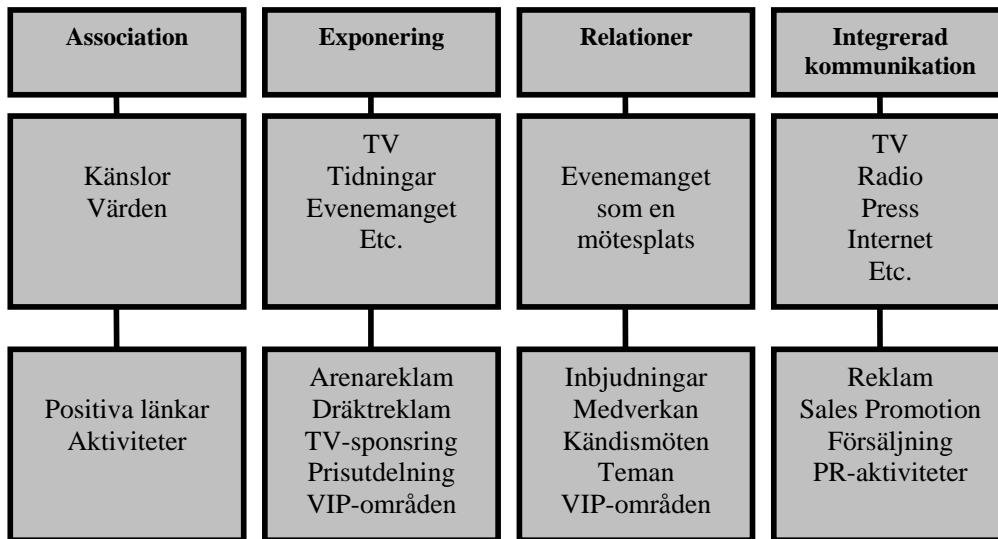 Association
Känslor
Värden
Positiva länkar
Aktiviteter
Exponering
TV
Tidningar
Evenemanget
Etc.
Arenareklam
Dräktreklam
TV-sponsring
Prisutdelning
VIP-områden
Relationer
Evenemanget
som en
mötesplats
Inbjudningar
Medverkan
Kändismöten
Teman
VIP-områden
Integrerad
kommunikation
TV
Radio
Press
Internet
Etc.
Reklam
Sales Promotion
Försäljning
PR-aktiviteter